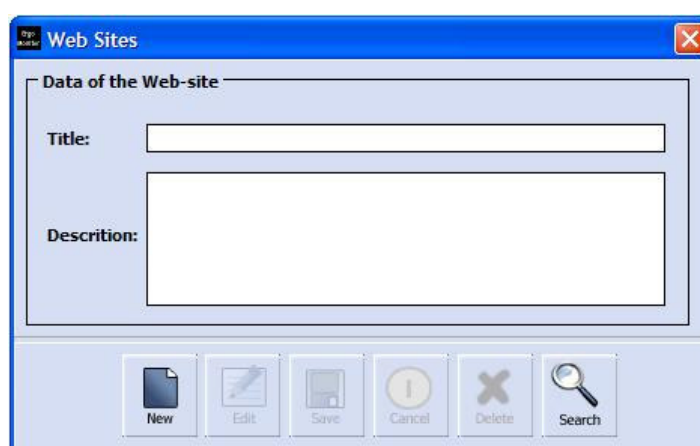 Web Sites
Data of the Web-site
Title:
Descrition:
New Edit Save Cancel Delete Search